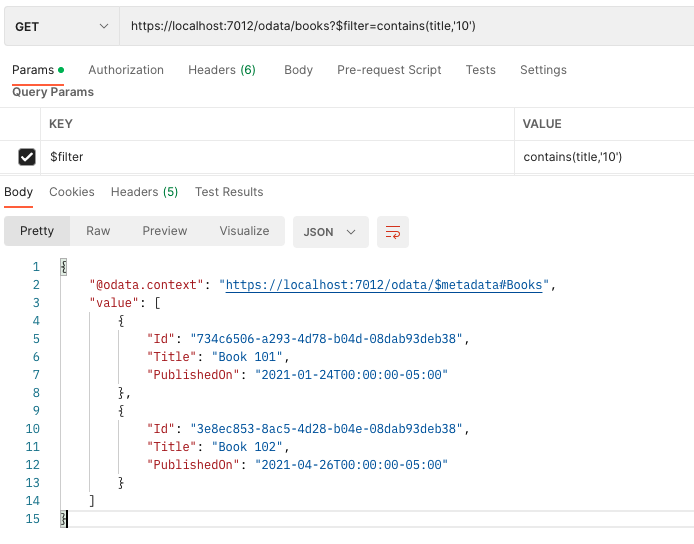 GET https://localhost:7012/odata/books?$filter=contains(title,'10')
Params Authorization Headers (6) Body Pre-request Script Tests Settings
Query Params
KEY VALUE
$filter contains(title,'10')
Body Cookies Headers (5) Test Results
Pretty Raw Preview Visualize JSON
1 {
2 "@odata.context": "https://localhost:7012/odata/$metadata#Books",
3 "value": [
4 {
5 "Id": "734c6506-a293-4d78-b04d-08dab93deb38",
6 "Title": "Book 101",
7 "PublishedOn": "2021-01-24T00:00:00-05:00"
8 },
9 {
10 "Id": "3e8ec853-8ac5-4d28-b04e-08dab93deb38",
11 "Title": "Book 102",
12 "PublishedOn": "2021-04-26T00:00:00-05:00"
13 }
14 ]
15 }